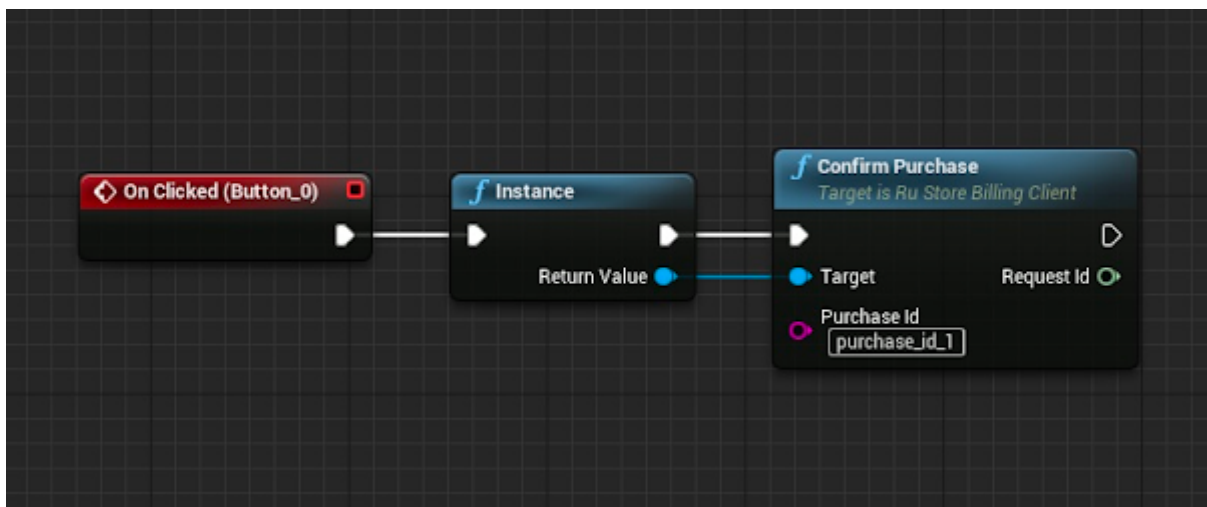 On Clicked (Button_0)
f Instance
Return Value
f Confirm Purchase
Target is Ru Store Billing Client
Target
Request Id
Purchase Id
purchase_id_1